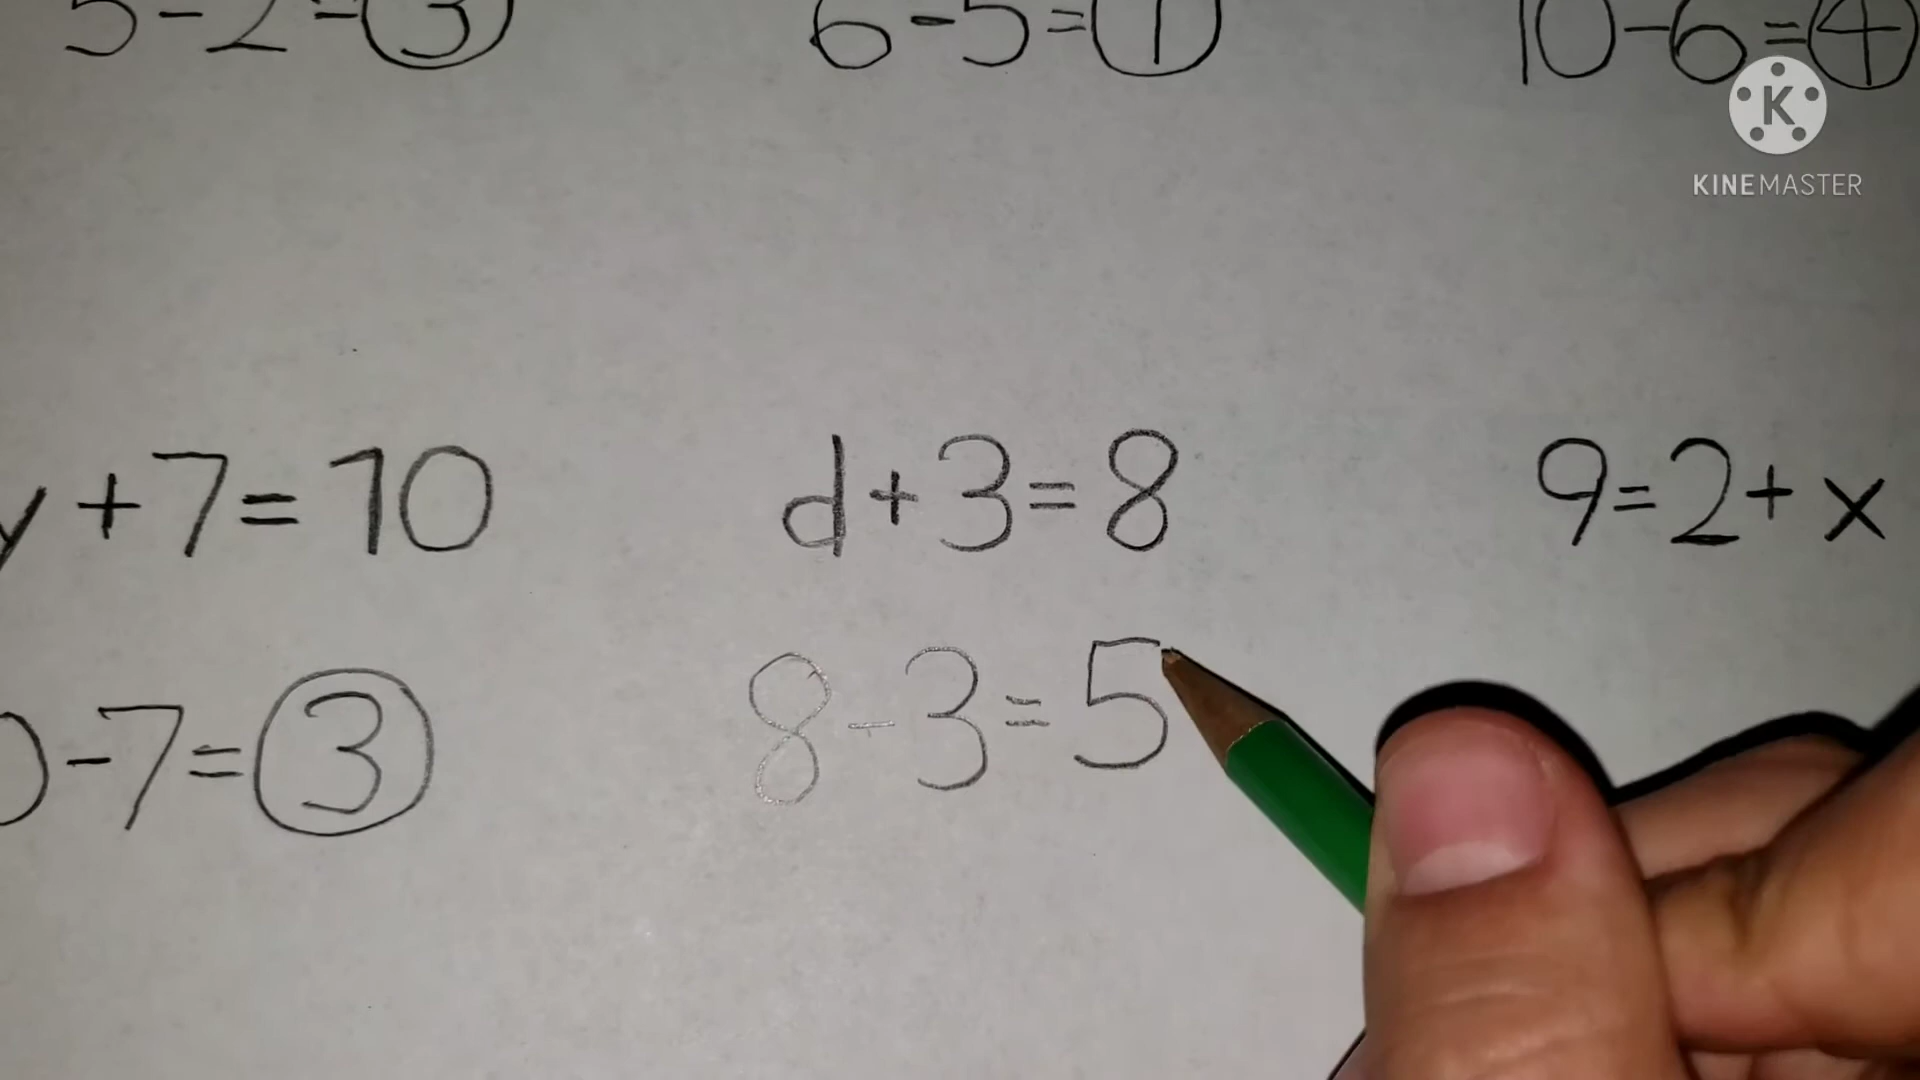 5-2=3 6-5=1 10-6=4
KINEMASTER
y+7=10 d+3=8 9=2+x
0-7=3 8-3=5